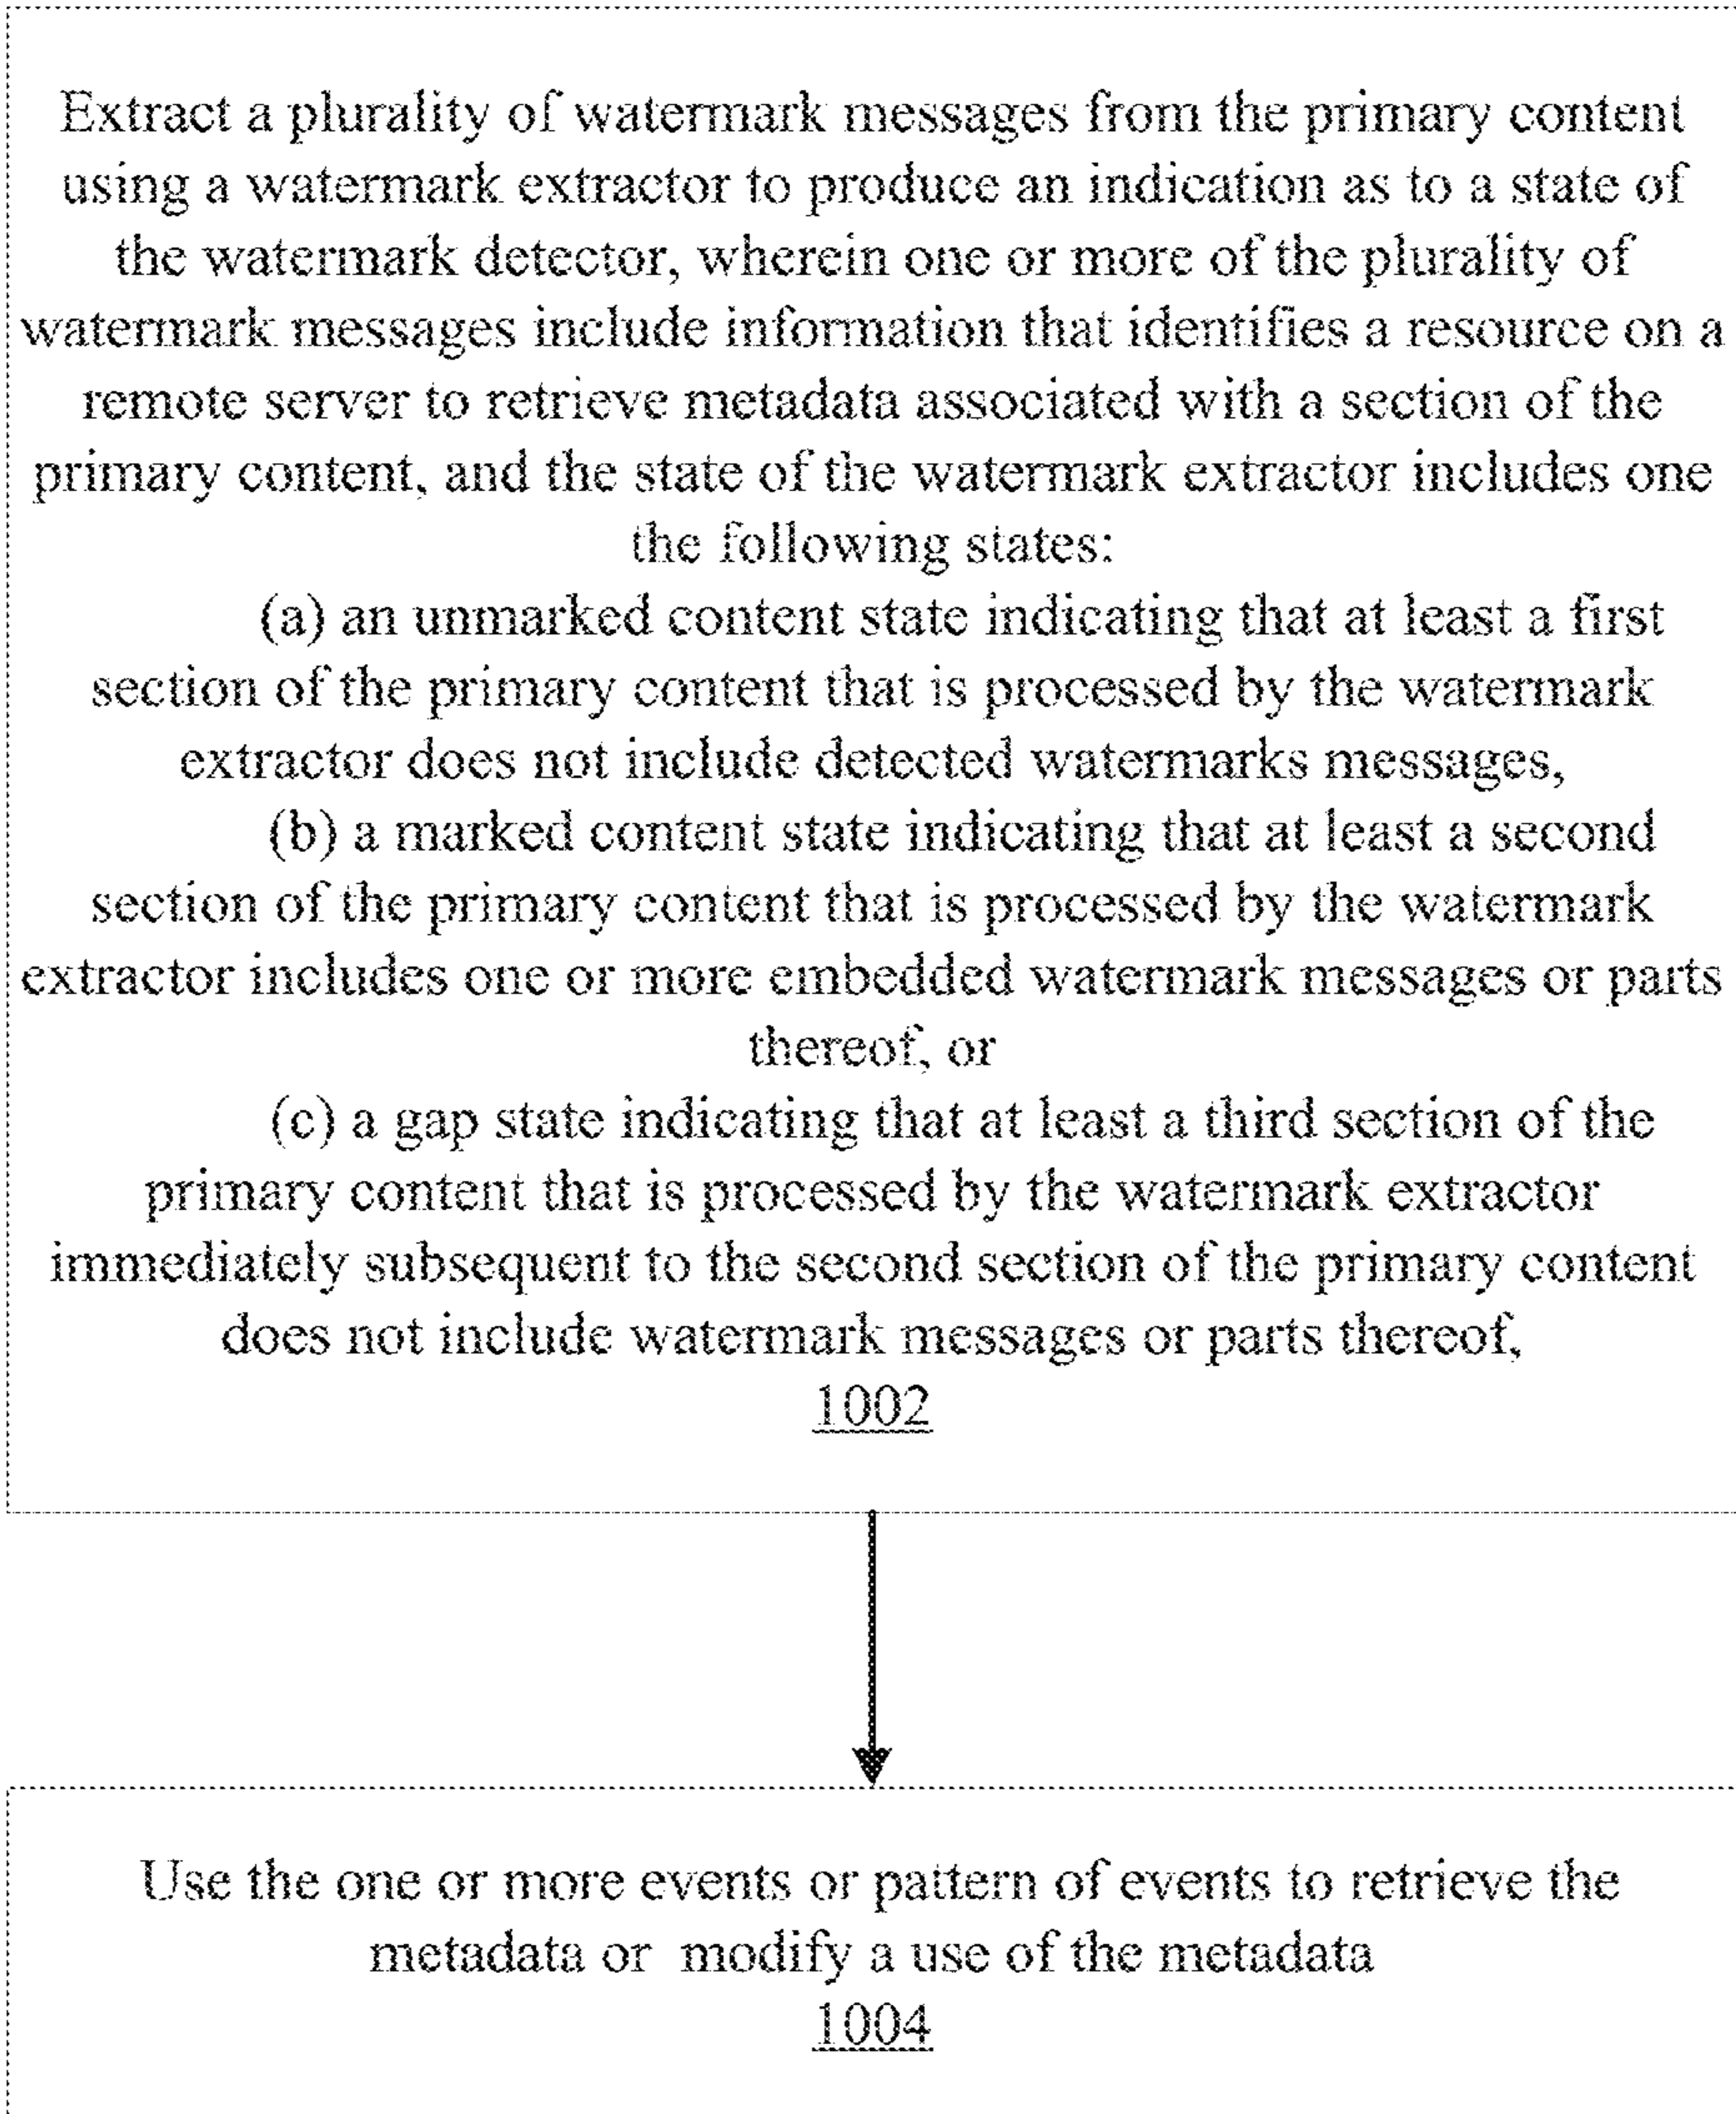 Extract a plurality of watermark messages from the primary content
using a watermark extractor to produce an indication as to a state of
the watermark detector, wherein one or more of the plurality of
watermark messages include information that identifies a resource on a
remote server to retrieve metadata associated with a section of the
primary content, and the state of the watermark extractor includes one
the following states:
(a) an unmarked content state indicating that at least a first
section of the primary content that is processed by the watermark
extractor does not include detected watermarks messages,
(b) a marked content state indicating that at least a second
section of the primary content that is processed by the watermark
extractor includes one or more embedded watermark messages or parts
thereof, or
(c) a gap state indicating that at least a third section of the
primary content that is processed by the watermark extractor
immediately subsequent to the second section of the primary content
does not include watermark messages or parts thereof,
1002
Use the one or more events or pattern of events to retrieve the
metadata or modify a use of the metadata
1004